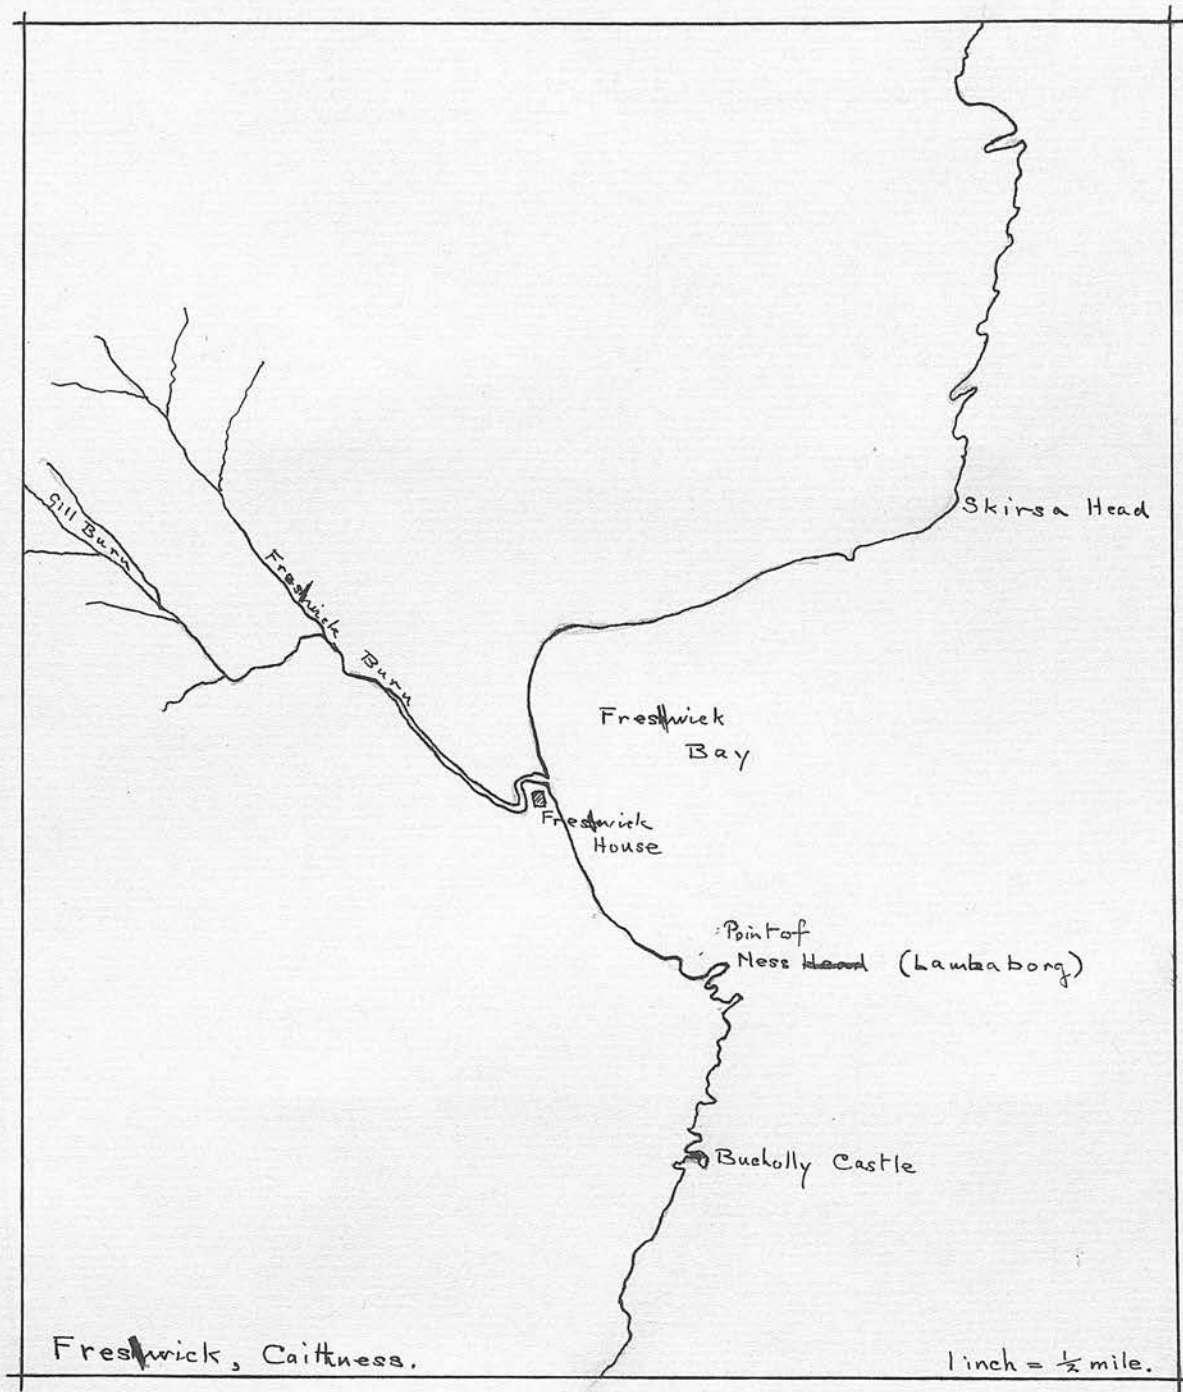 Skirsa Head
Gill Burn
Freswick Burn
Freswick
Bay
Freswick
House
Point of
Ness Head (Lambaborg)
Bucholly Castle
Freswick, Caithness.
1 inch = ½ mile.